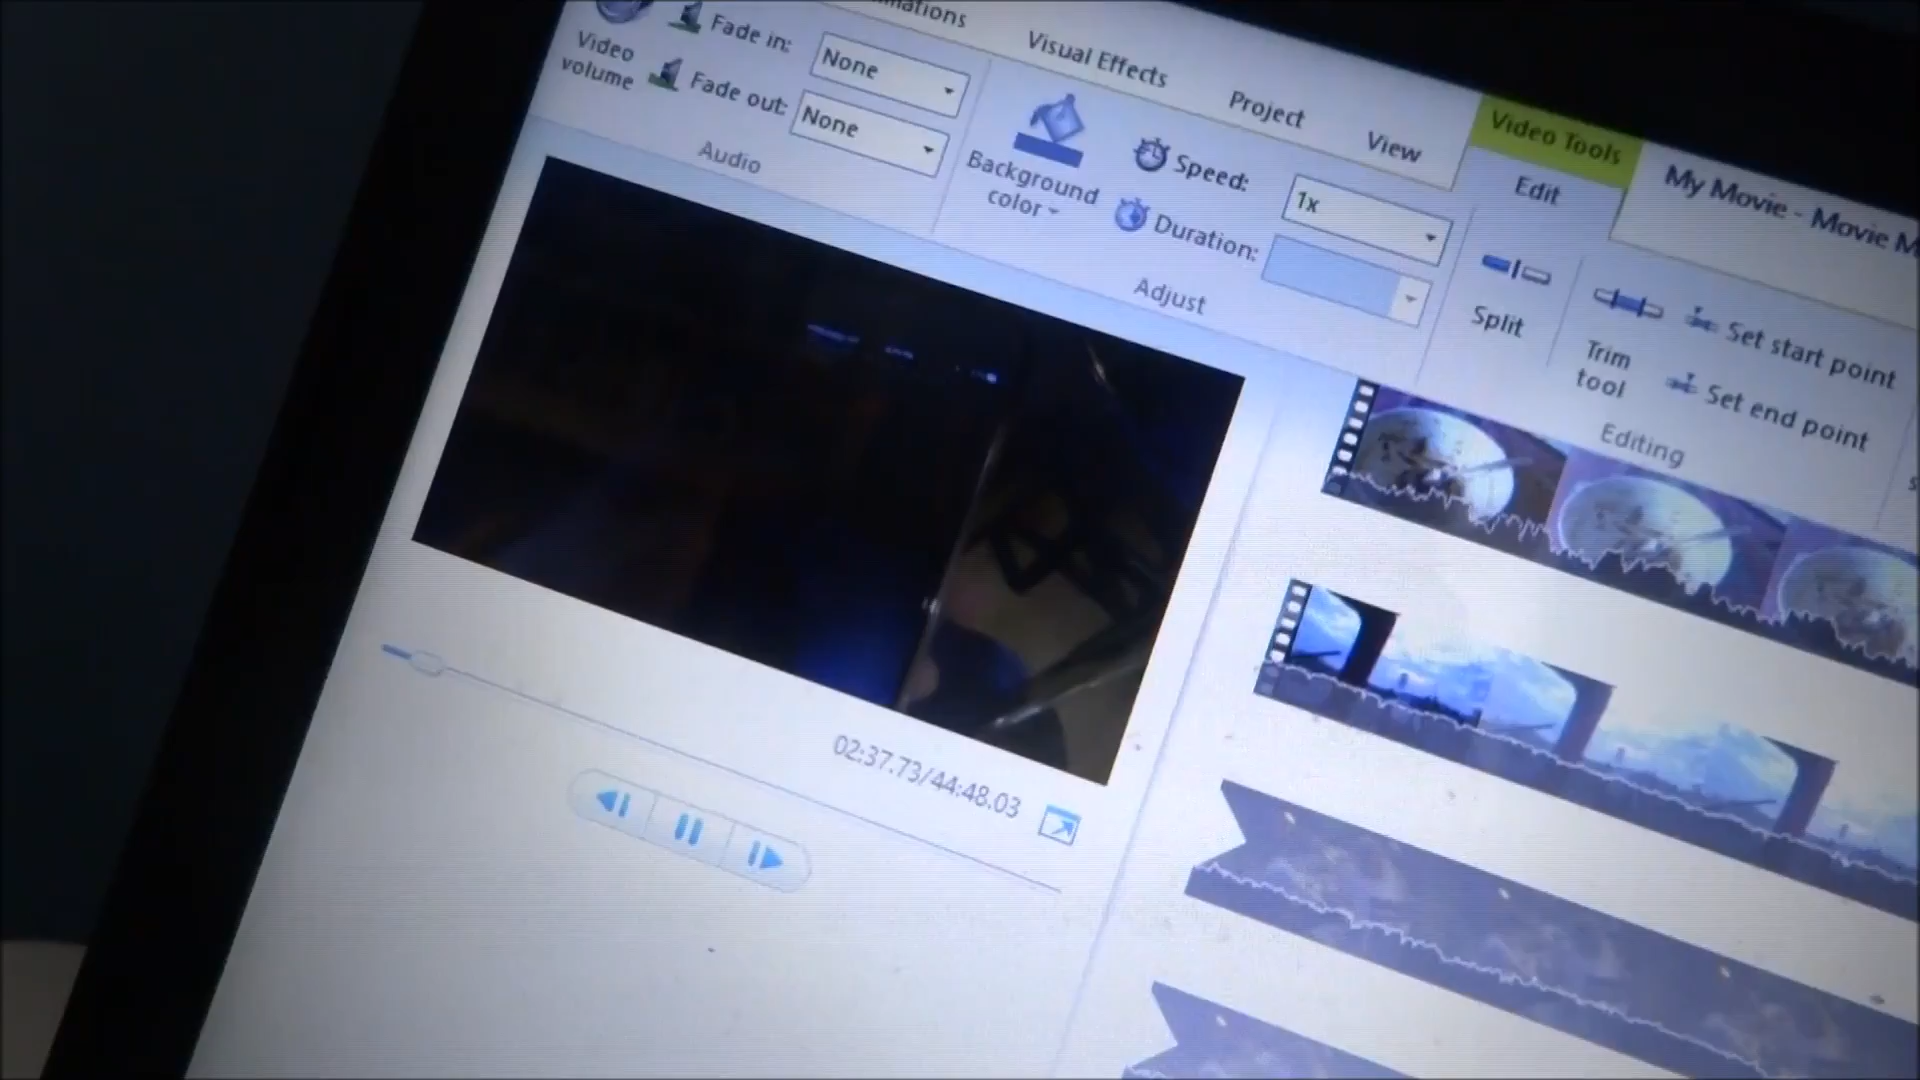 Visual Effects
Project
View
Video Tools
Edit
My Movie - Movie
Video
volume
Fade in:
None
Fade out:
None
Audio
Background
color
Speed:
1x
Duration:
Adjust
Split
Trim
tool
Set start point
Set end point
Editing
02:37.73/44:48.03